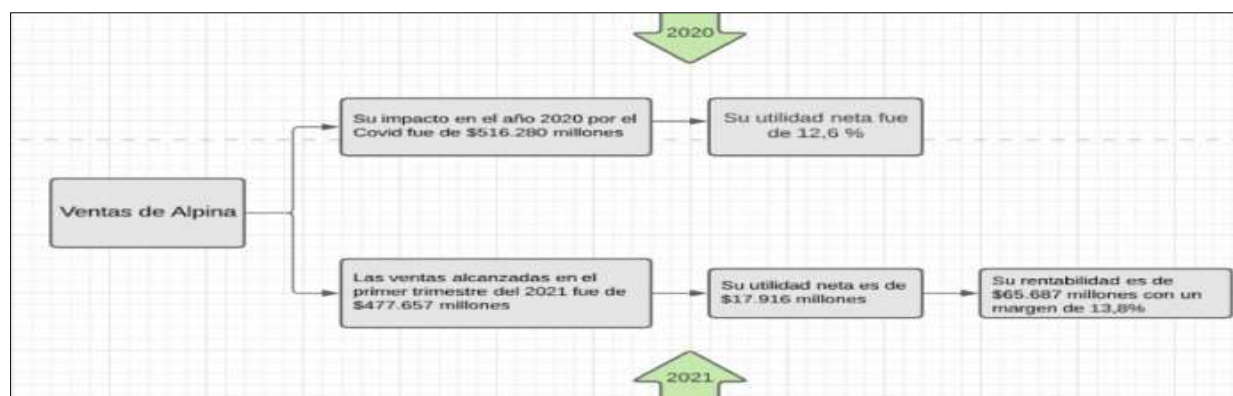 2020
Su impacto en el año 2020 por el
Covid fue de $516.280 millones
Su utilidad neta fue
de 12,6 %
Ventas de Alpina
Las ventas alcanzadas en el
primer trimestre del 2021 fue de
$477.657 millones
Su utilidad neta es de
$17.916 millones
Su rentabilidad es de
$65.687 millones con un
margen de 13,8%
2021